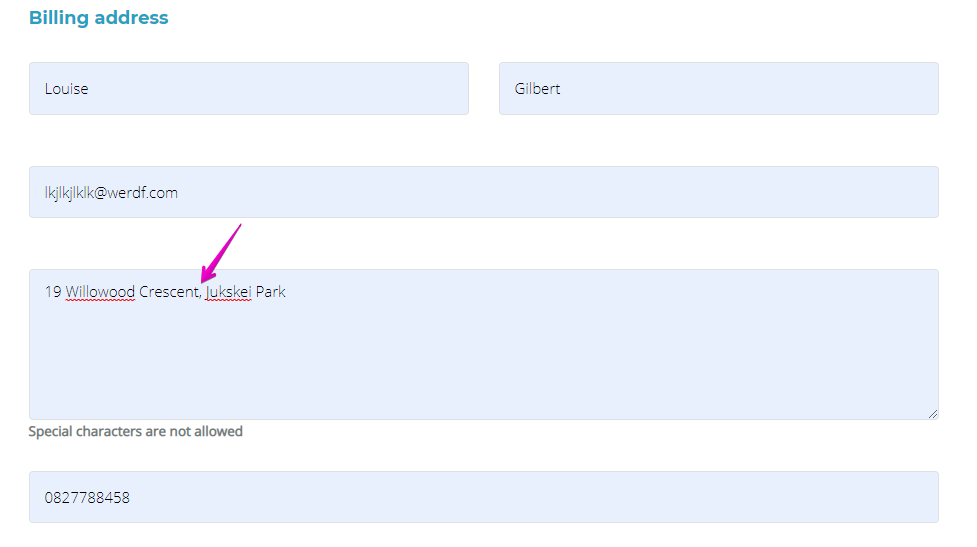 Billing address
Louise
Gilbert
lkjlkjlklk@werdf.com
19 Willowood Crescent, Jukskei Park
Special characters are not allowed
0827788458